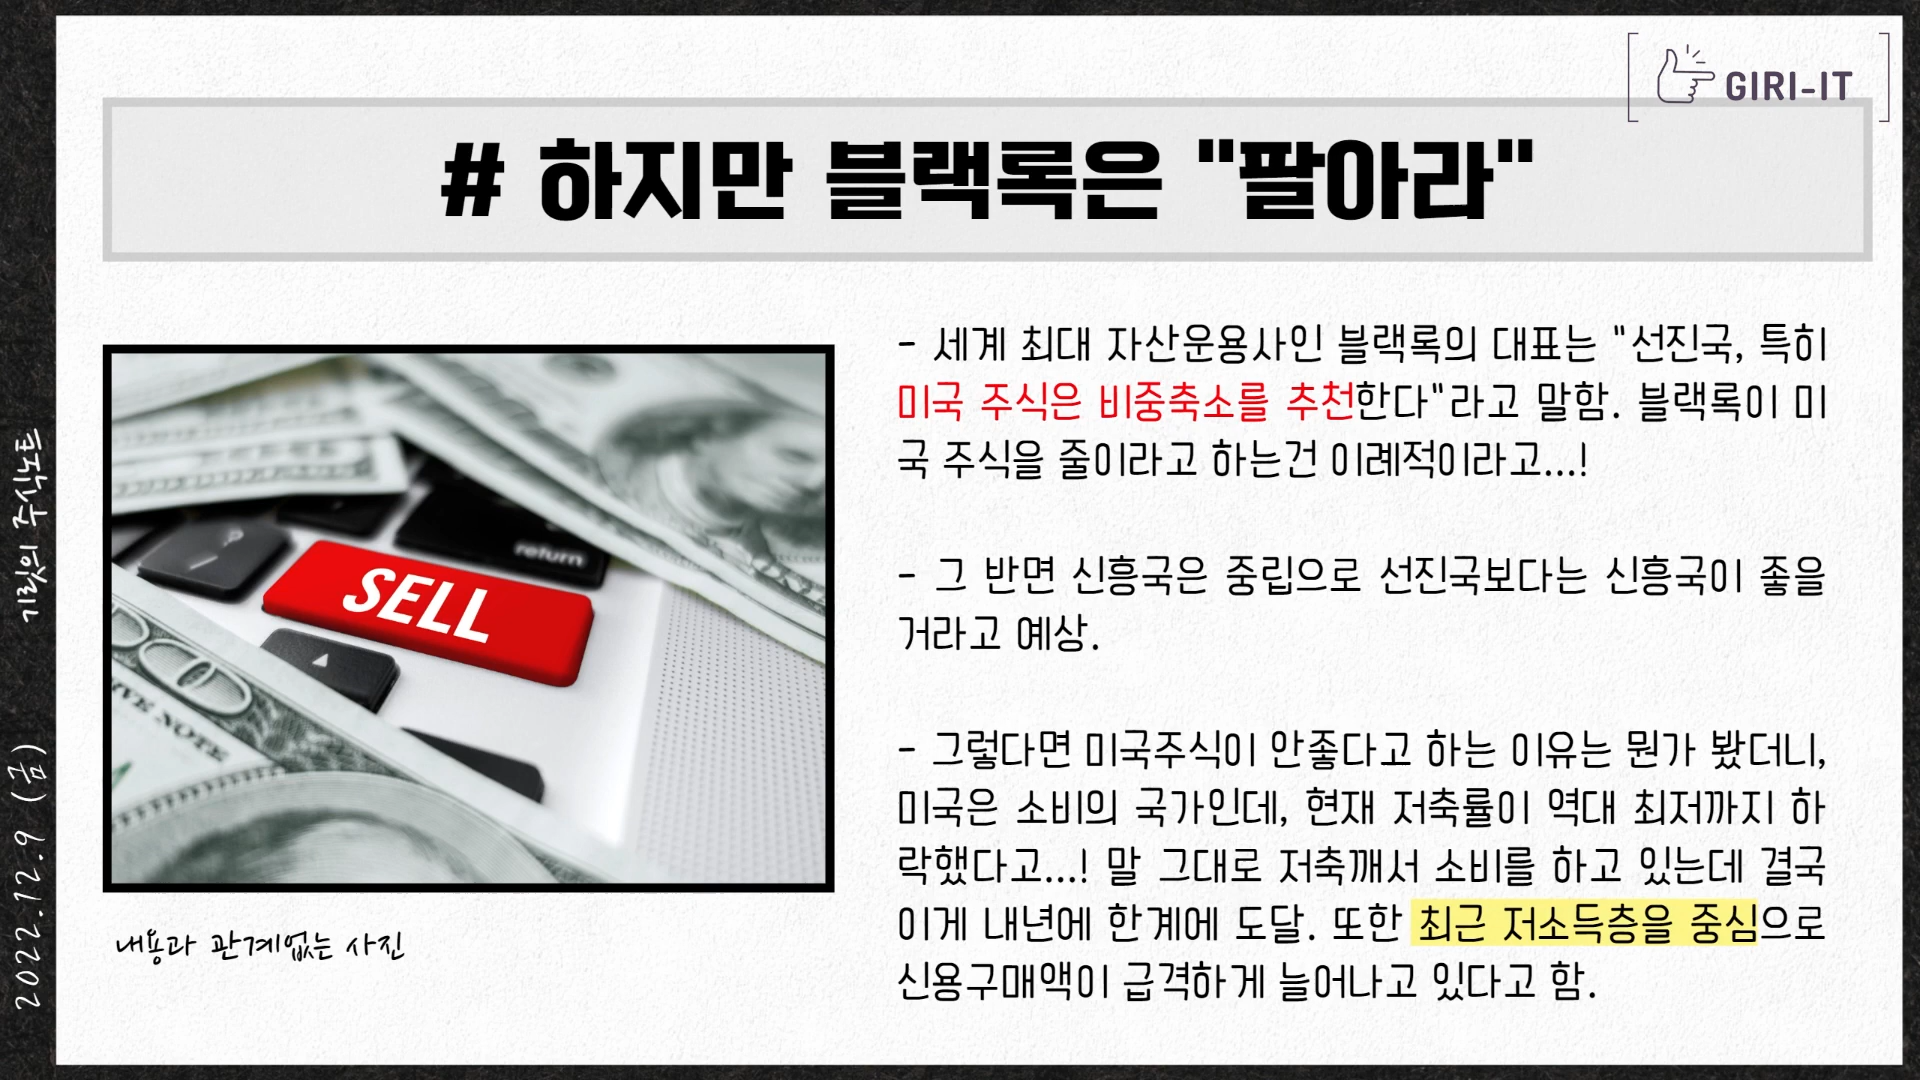 GIRI-IT
# 하지만 블랙록은 "팔아라"
- 세계 최대 자산운용사인 블랙록의 대표는 "선진국, 특히
미국 주식은 비중축소를 추천한다"라고 말함. 블랙록이 미
국 주식을 줄이라고 하는건 이례적이라고...!
- 그 반면 신흥국은 중립으로 선진국보다는 신흥국이 좋을
거라고 예상.
- 그렇다면 미국주식이 안좋다고 하는 이유는 뭔가 봤더니,
미국은 소비의 국가인데, 현재 저축률이 역대 최저까지 하
락했다고...! 말 그대로 저축깨서 소비를 하고 있는데 결국
이게 내년에 한계에 도달. 또한 최근 저소득층을 중심으로
신용구매액이 급격하게 늘어나고 있다고 함.
return
SELL
IVE NOTE
내용과 관계없는 사진
기릿의 주식노트
2022.12.9 (금)